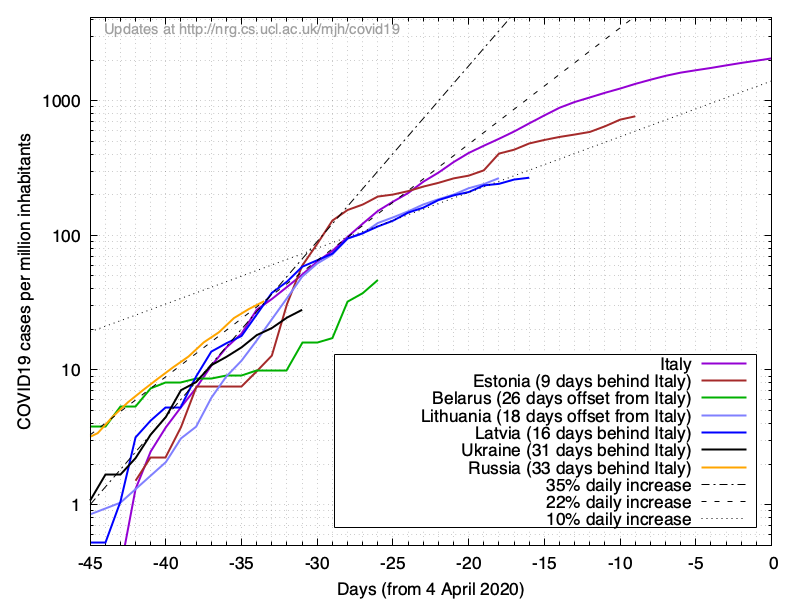 Updates at http://nrg.cs.ucl.ac.uk/mjh/covid19
COVID19 cases per million inhabitants
1000
100
10
1
Italy
Estonia (9 days behind Italy)
Belarus (26 days offset from Italy)
Lithuania (18 days offset from Italy)
Latvia (16 days behind Italy)
Ukraine (31 days behind Italy)
Russia (33 days behind Italy)
35% daily increase
22% daily increase
10% daily increase
-45 -40 -35 -30 -25 -20 -15 -10 -5 0
Days (from 4 April 2020)